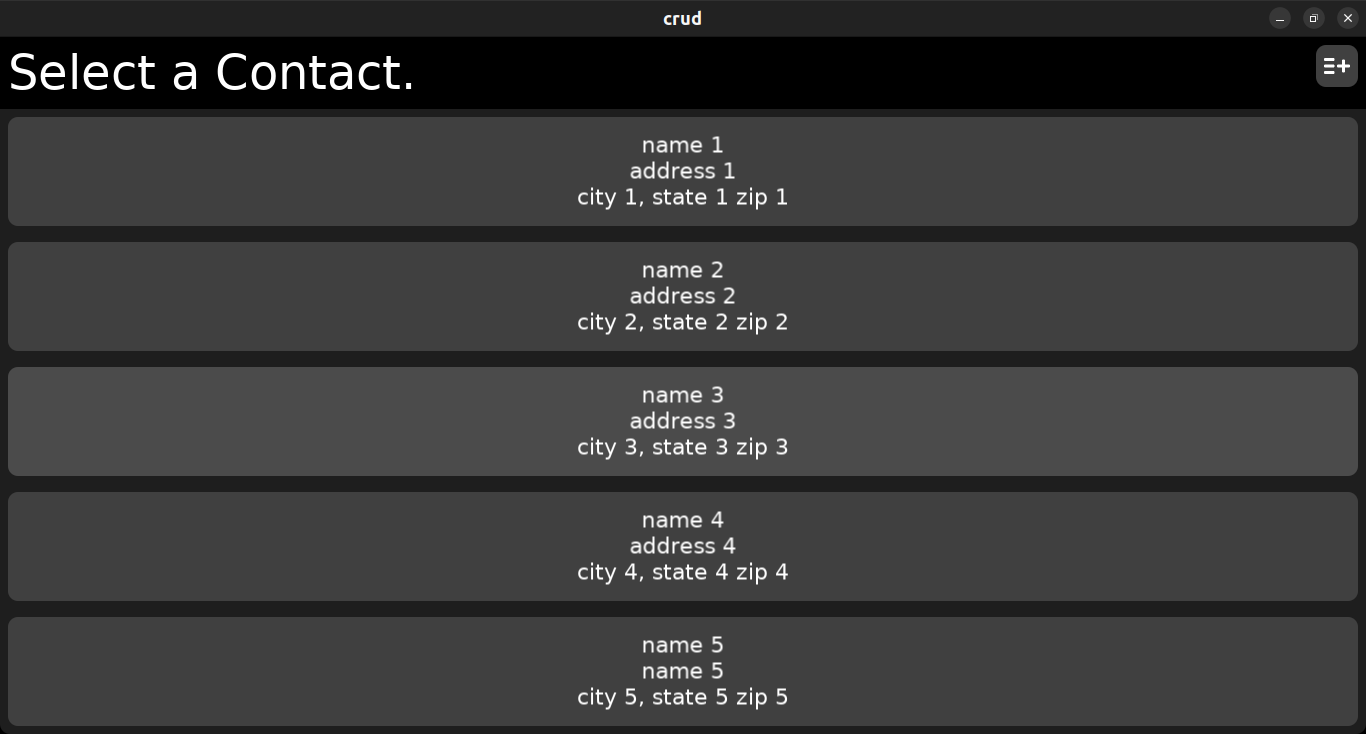 crud
Select a Contact.
name 1
address 1
city 1, state 1 zip 1
name 2
address 2
city 2, state 2 zip 2
name 3
address 3
city 3, state 3 zip 3
name 4
address 4
city 4, state 4 zip 4
name 5
name 5
city 5, state 5 zip 5